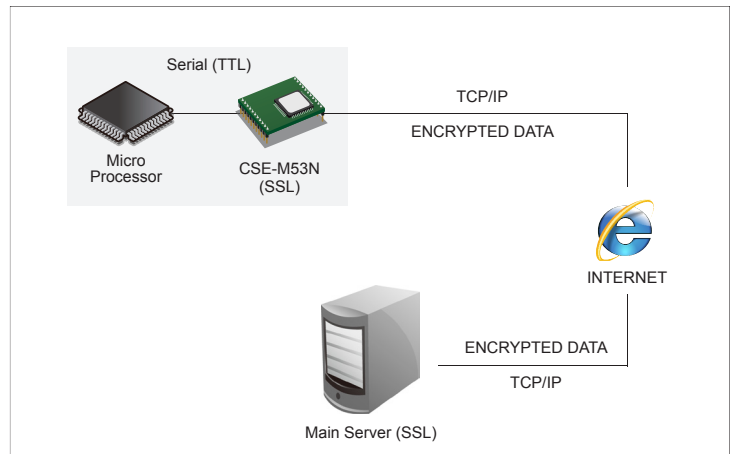 Serial (TTL)
Micro
Processor
CSE-M53N
(SSL)
TCP/IP
ENCRYPTED DATA
INTERNET
ENCRYPTED DATA
TCP/IP
Main Server (SSL)